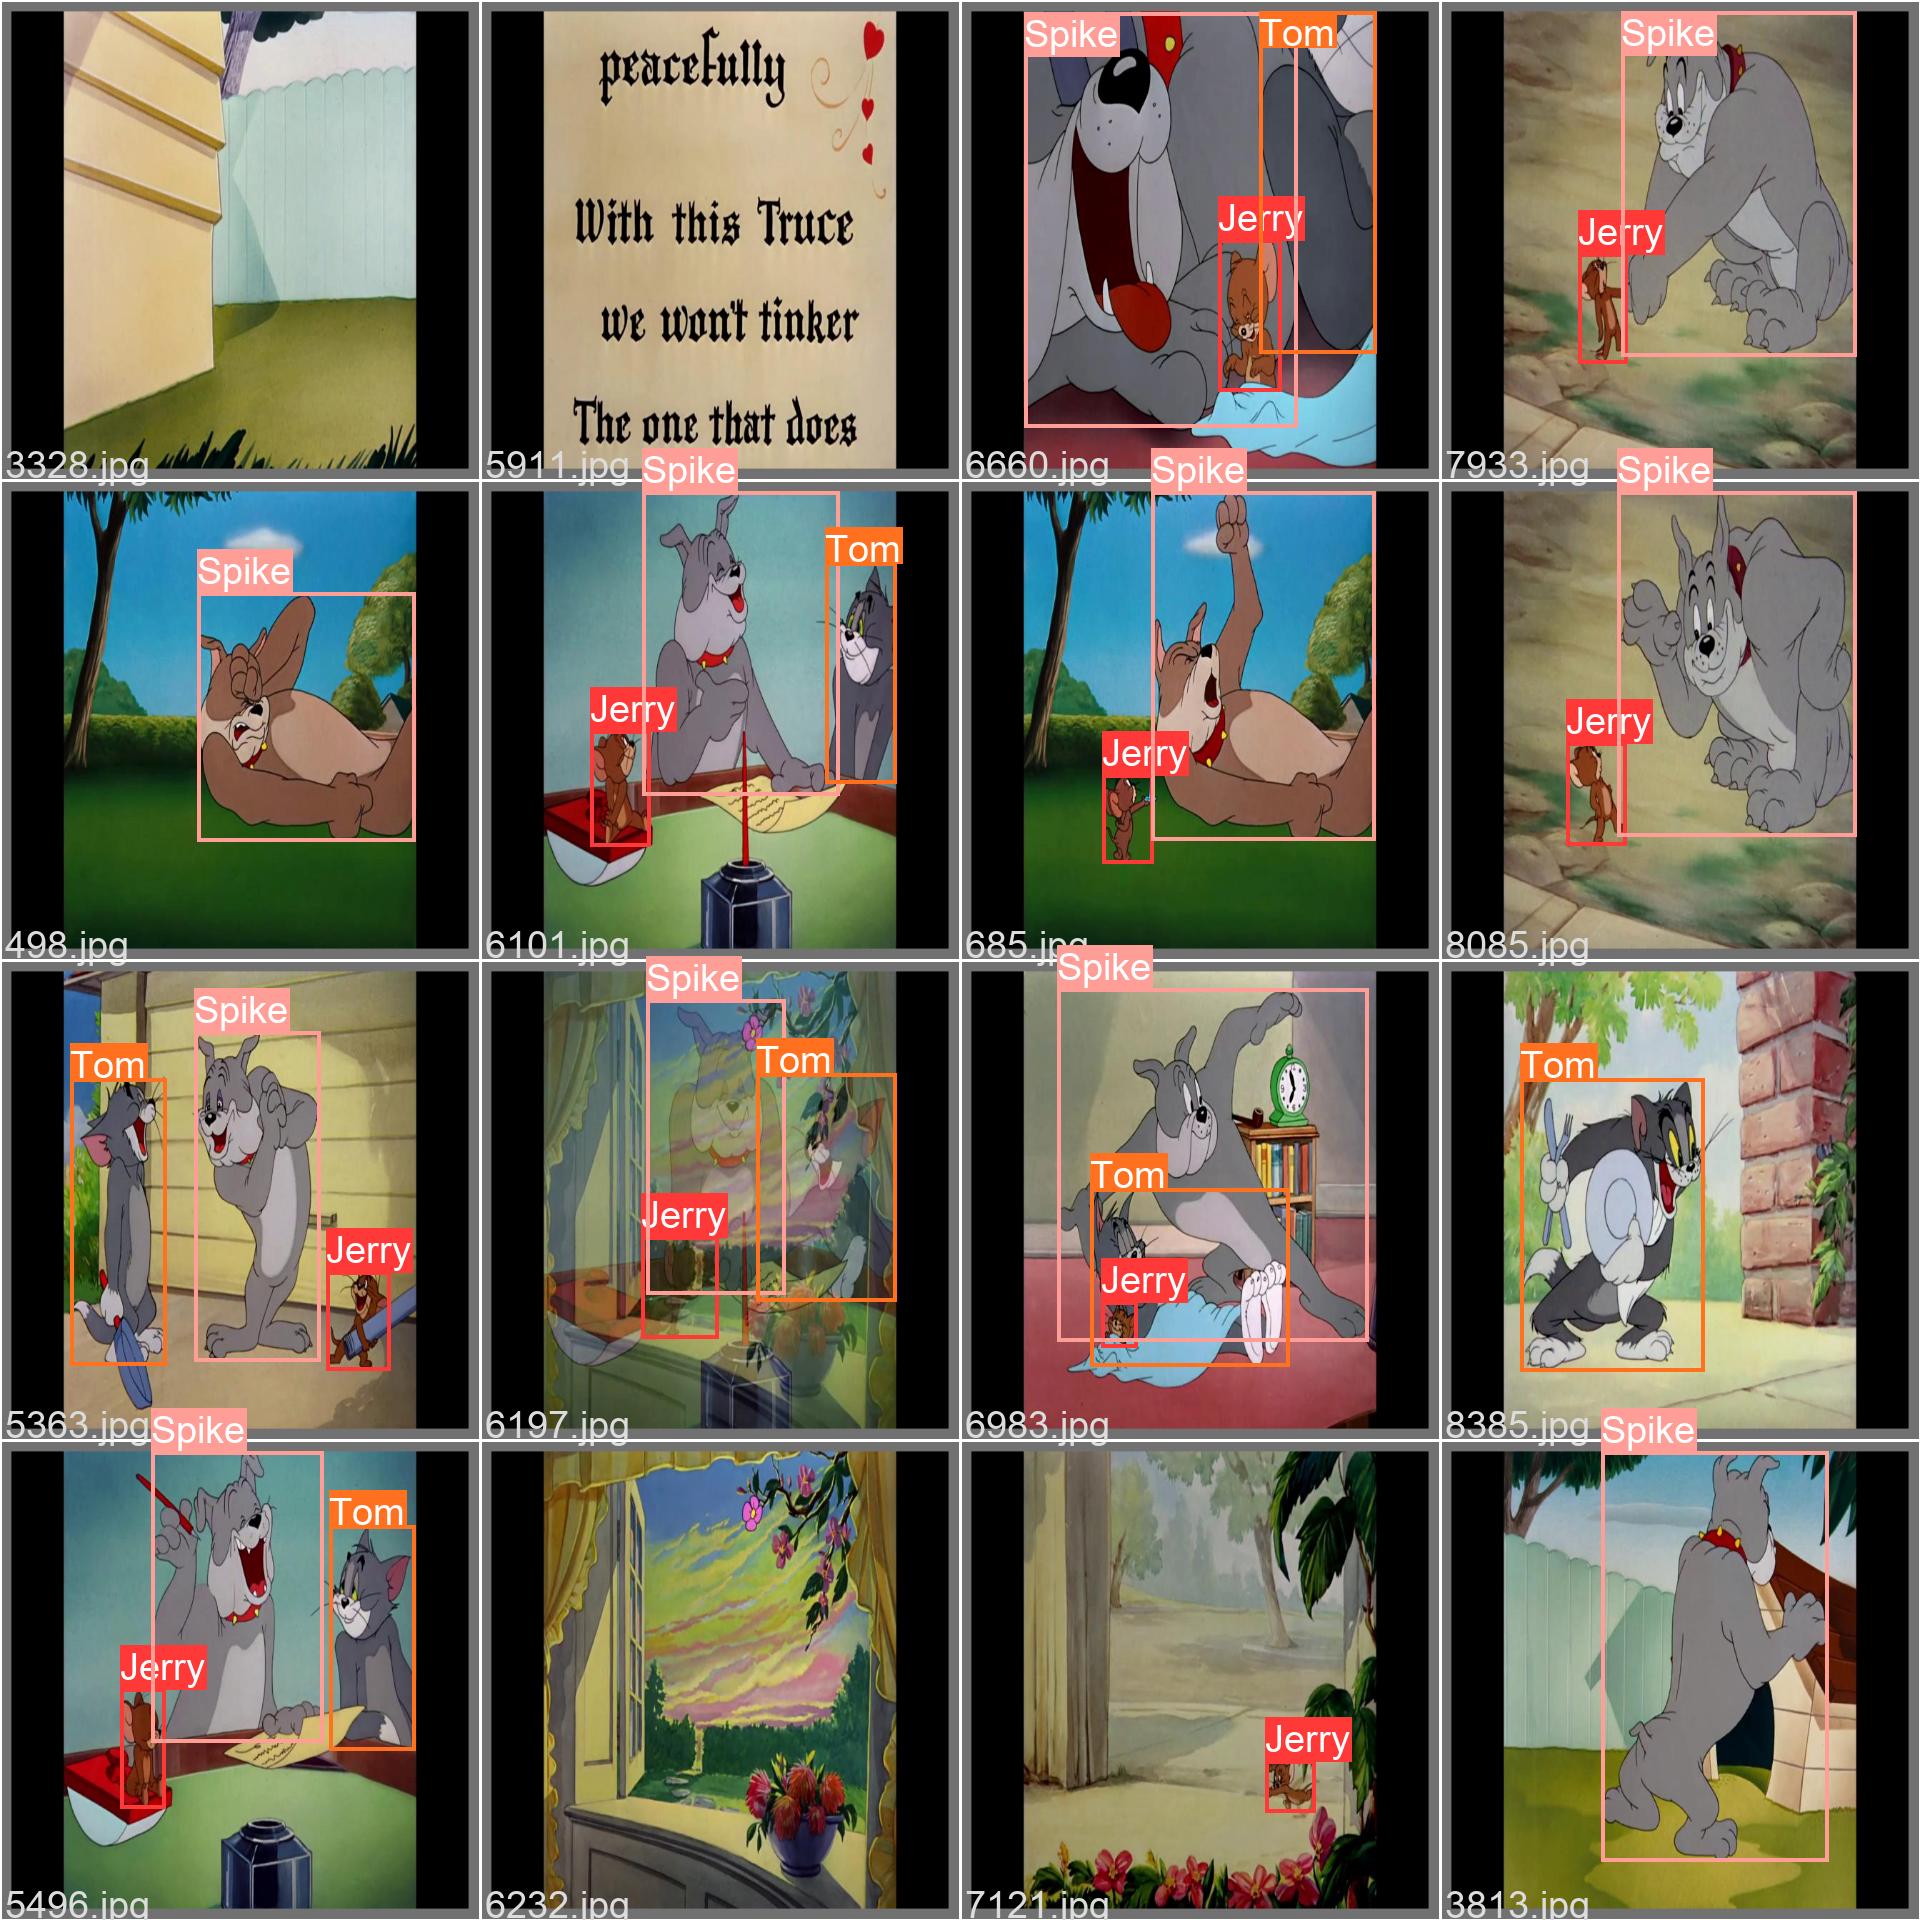 3328.jpg
peacefully
With this Truce
we won't tinker
The one that does
5911.jpg
Spike
Tom
Jerry
6660.jpg
Spike
Jerry
7933.jpg
Spike
498.jpg
Spike
Tom
Jerry
6101.jpg
Spike
Jerry
685.jpg
Spike
Jerry
8085.jpg
Spike
Tom
Jerry
5363.jpg
Spike
Tom
Jerry
6197.jpg
Spike
Tom
Jerry
6983.jpg
Tom
8385.jpg
Spike
Tom
Jerry
5496.jpg
6232.jpg
Jerry
7121.jpg
Spike
3813.jpg